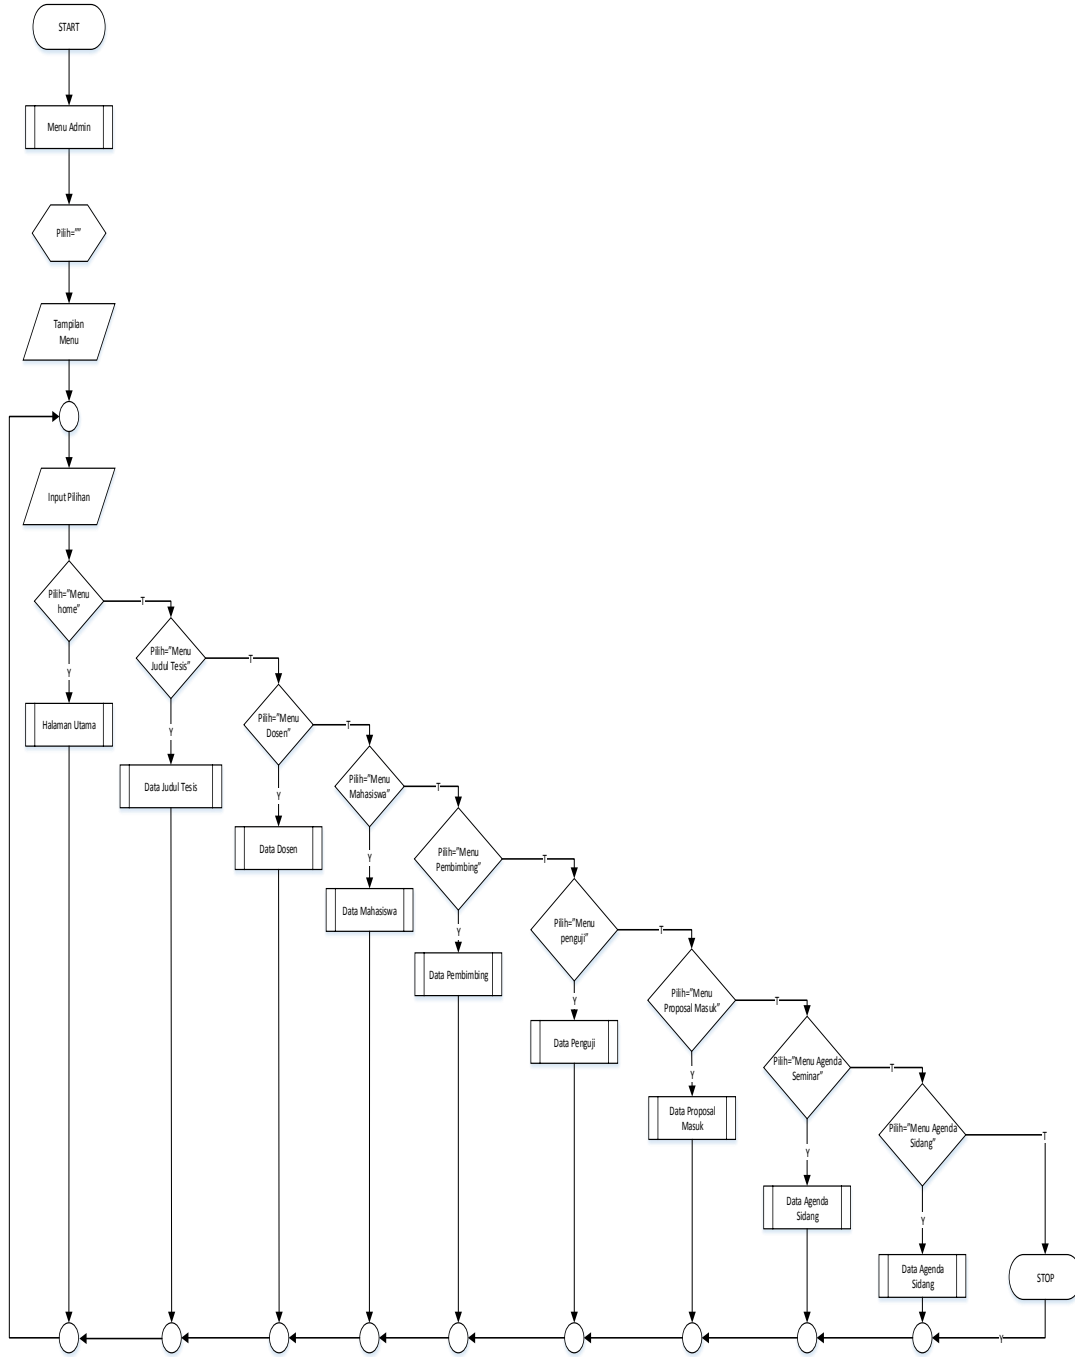 START
Menu Admin
Pilih=""
Tampilan
Menu
Input Pilihan
Pilih="Menu
home"
T
Y
Halaman Utama
Pilih="Menu
Judul Tesis"
T
Y
Data Judul Tesis
Pilih="Menu
Dosen"
T
Y
Data Dosen
Pilih="Menu
Mahasiswa"
T
Y
Data Mahasiswa
Pilih="Menu
Pembimbing"
T
Y
Data Pembimbing
Pilih="Menu
penguji"
T
Y
Data Penguji
Pilih="Menu
Proposal Masuk"
T
Y
Data Proposal
Masuk
Pilih="Menu Agenda
Seminar"
T
Y
Data Agenda
Sidang
Pilih="Menu Agenda
Sidang"
T
Y
Data Agenda
Sidang
STOP
Y